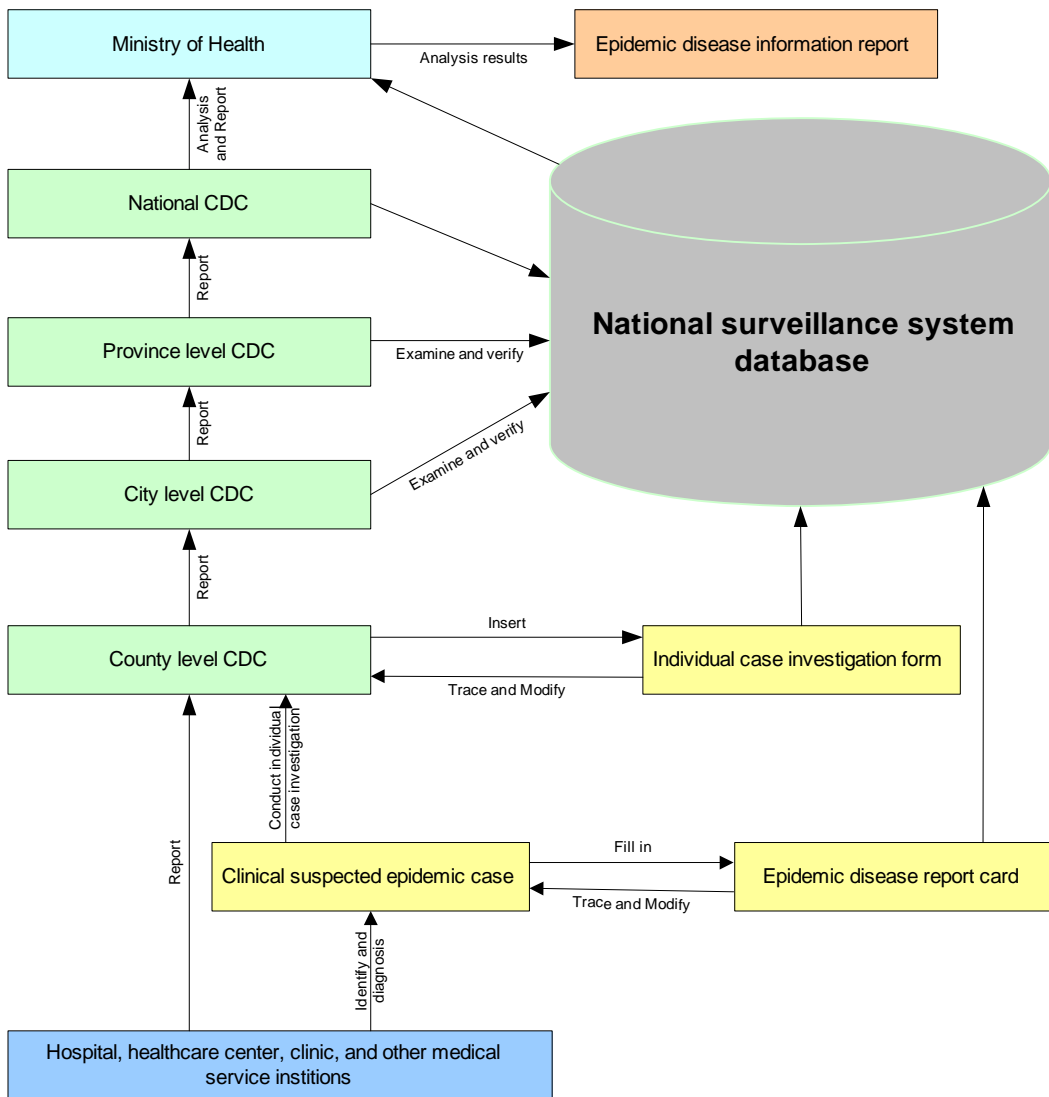 Ministry of Health
Epidemic disease information report
Analysis results
Analysis
and Report
National CDC
Report
National surveillance system
database
Province level CDC
Examine and verify
Report
City level CDC
Examine and verify
Report
County level CDC
Insert
Individual case investigation form
Trace and Modify
Conduct individual
case investigation
Report
Clinical suspected epidemic case
Fill in
Epidemic disease report card
Trace and Modify
Identify and
diagnosis
Hospital, healthcare center, clinic, and other medical
service institions